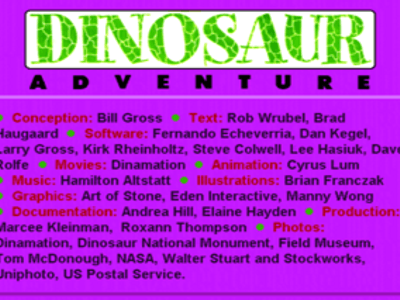 DINOSAUR
ADVENTURE
Conception: Bill Gross Text: Rob Wrubel, Brad
Haugaard Software: Fernando Echeverria, Dan Kegel,
Larry Gross, Kirk Rheinholtz, Steve Colwell, Lee Hasiuk, Dave
Rolfe Movies: Dinamation Animation: Cyrus Lum
Music: Hamilton Altstatt Illustrations: Brian Franczak
Graphics: Art of Stone, Eden Interactive, Manny Wong
Documentation: Andrea Hill, Elaine Hayden Production:
Marcee Kleinman, Roxann Thompson Photos:
Dinamation, Dinosaur National Monument, Field Museum,
Tom McDonough, NASA, Walter Stuart and Stockworks,
Uniphoto, US Postal Service.